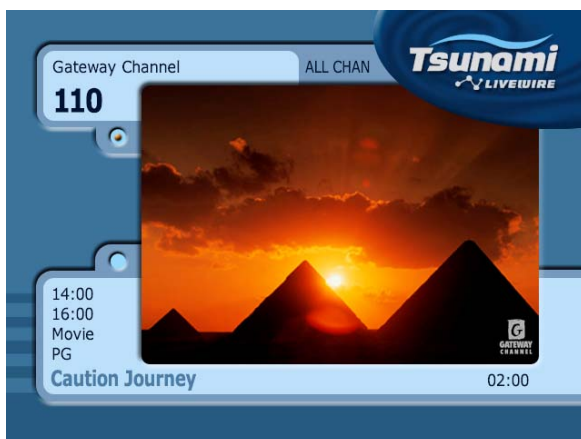 Gateway Channel
ALL CHAN
Tsunami
LIVEWIRE
110
14:00
16:00
Movie
PG
G
GATEWAY
CHANNEL
Caution Journey
02:00